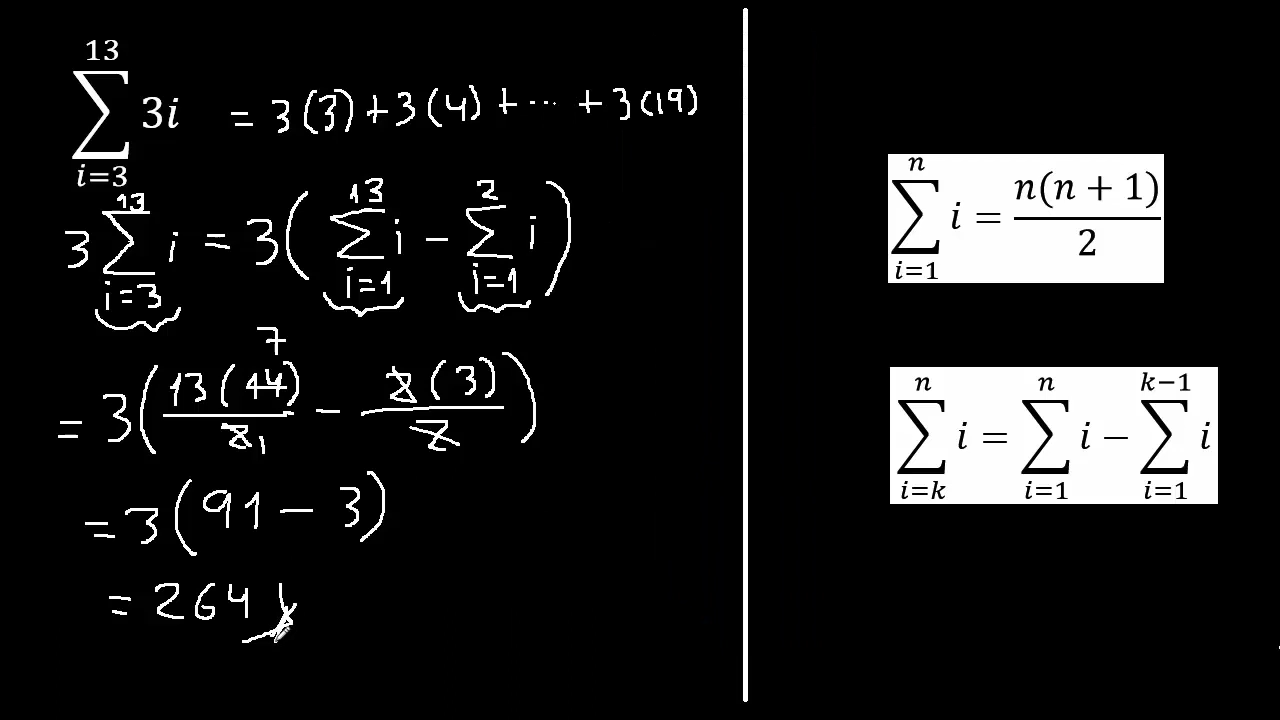 ∑_{i=3}^{13} 3i = 3(3) + 3(4) + ⋯ + 3(19)
3 ∑_{i=3}^{13} i = 3( ∑_{i=1}^{13} i − ∑_{i=1}^{2} i )
7
= 3( 13(14)/2 1 − 2(3)/2 )
= 3(91 − 3)
= 264
∑_{i=1}^{n} i = n(n + 1)/2
∑_{i=k}^{n} i = ∑_{i=1}^{n} i − ∑_{i=1}^{k−1} i